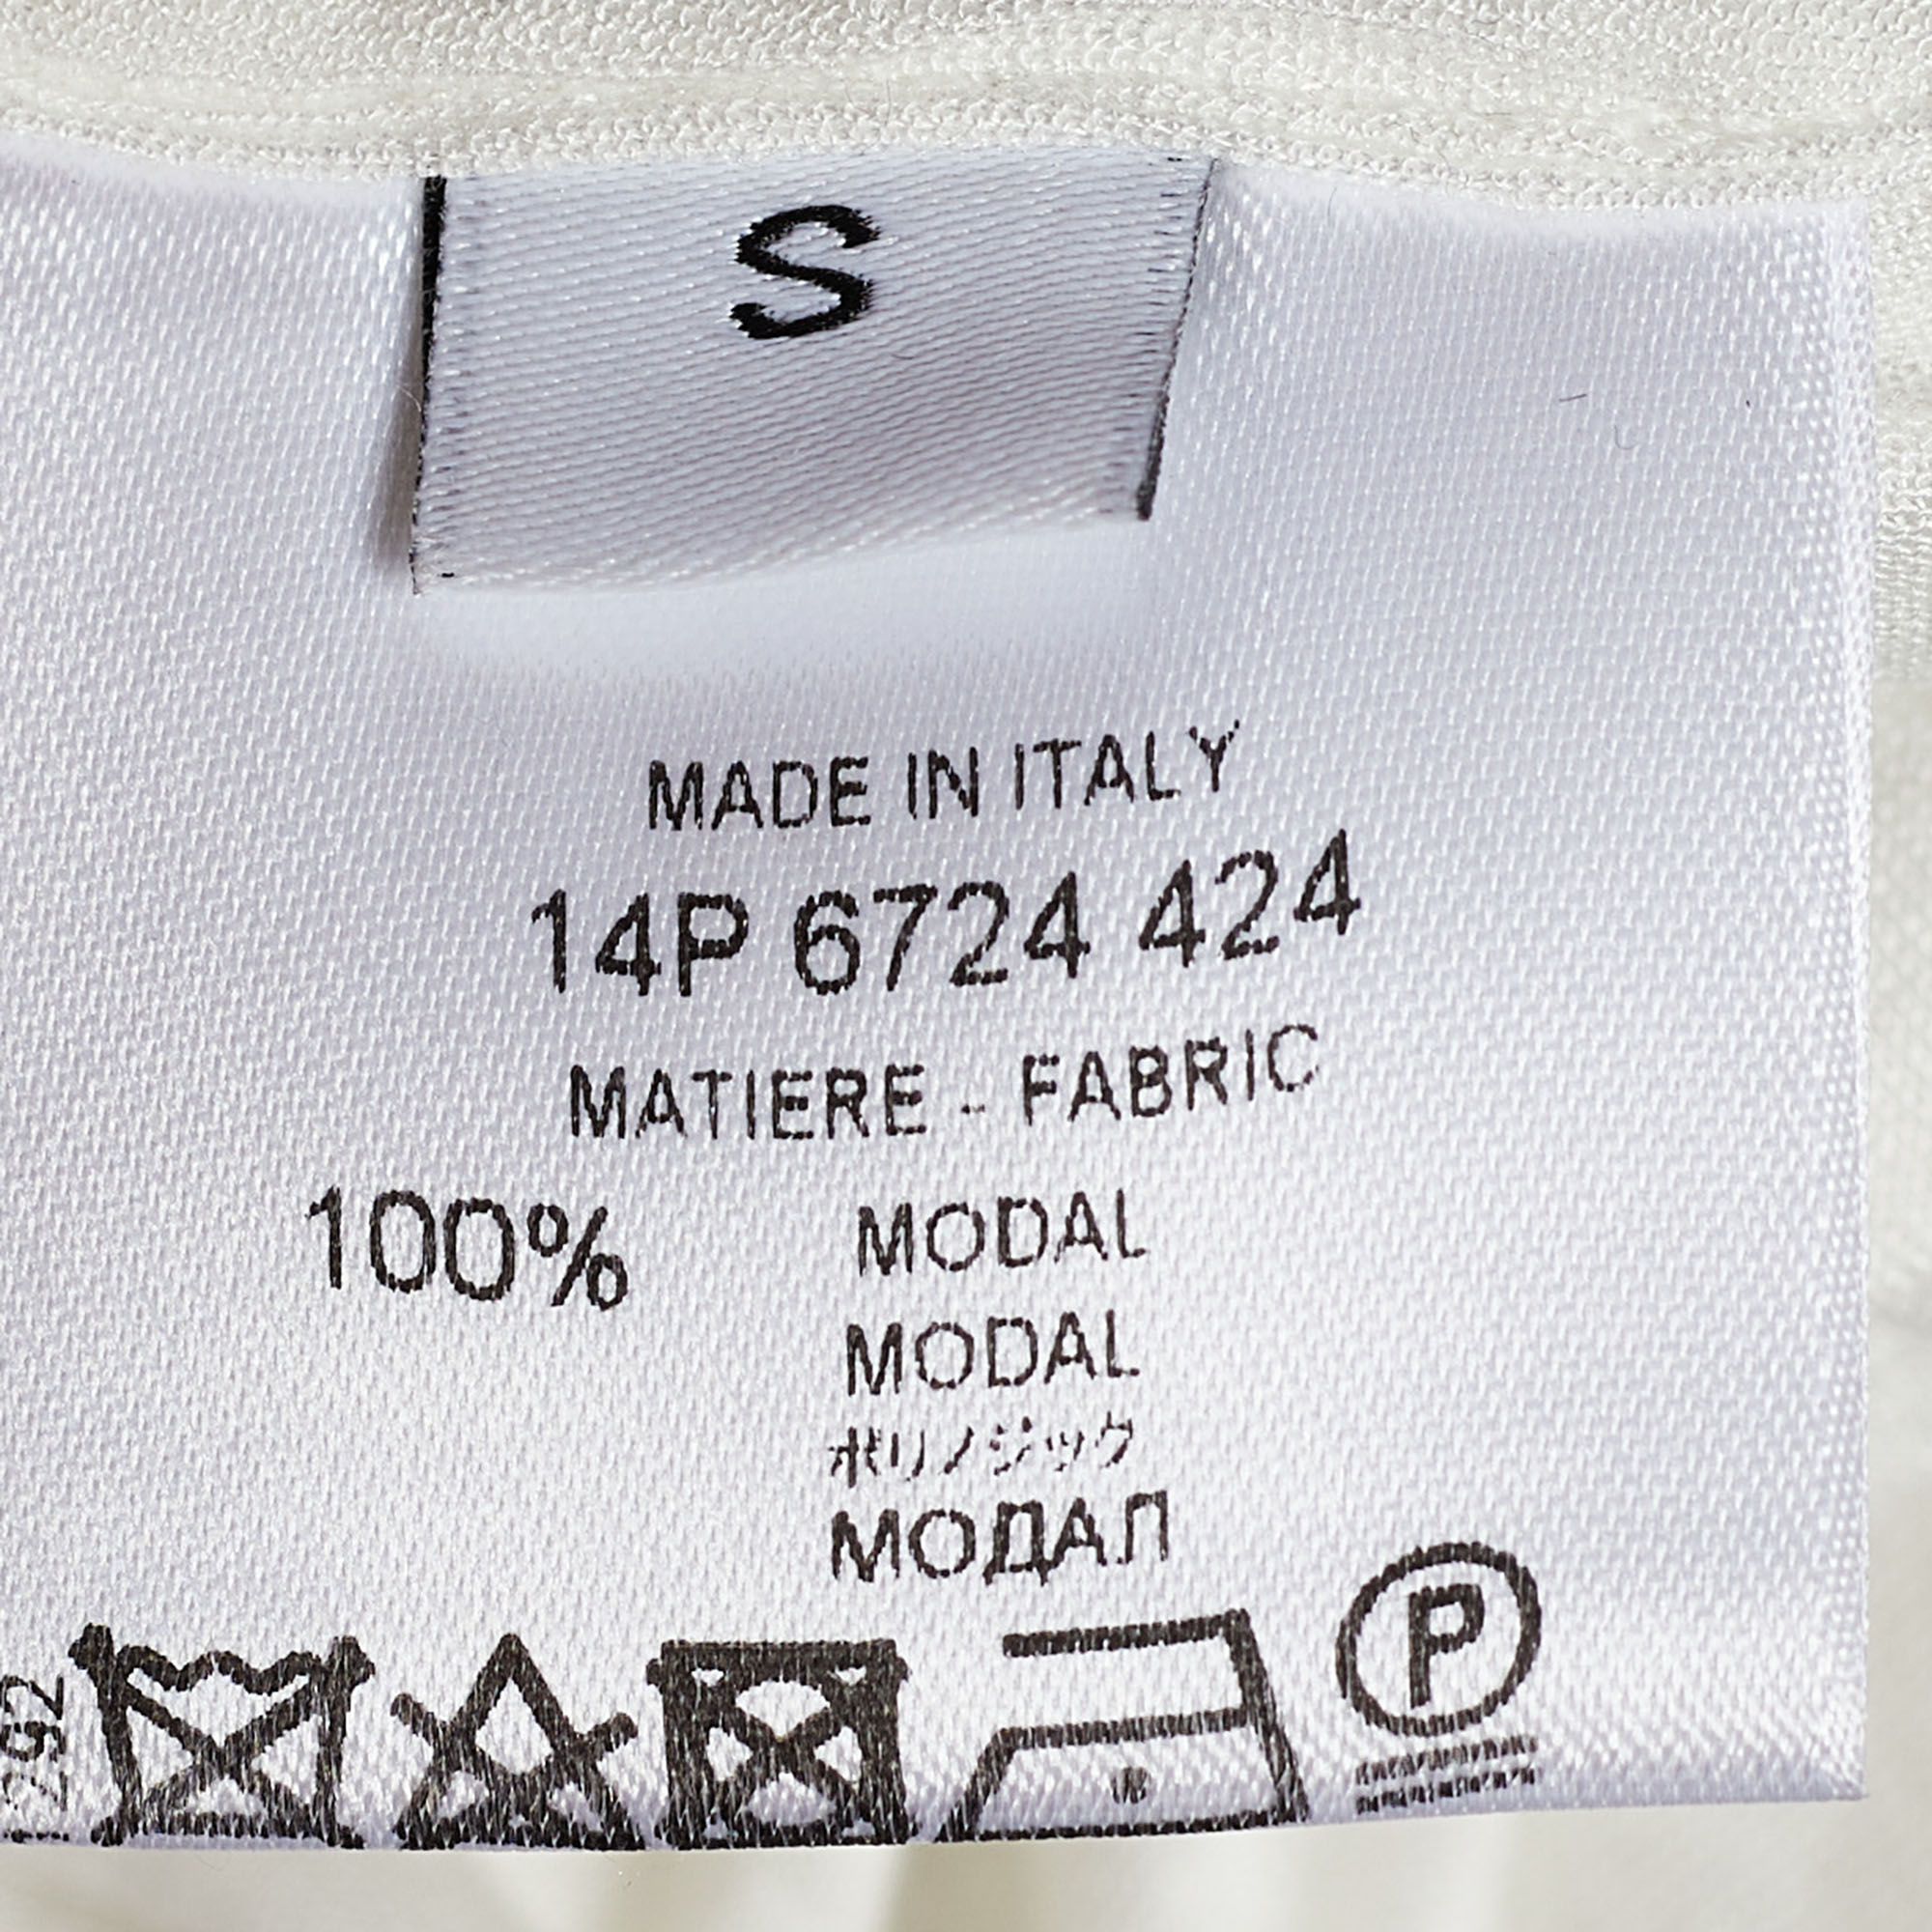 S
MADE IN ITALY
14P 6724 424
MATIERE - FABRIC
100% MODAL
MODAL
ポリノジック
МОДАЛ
P